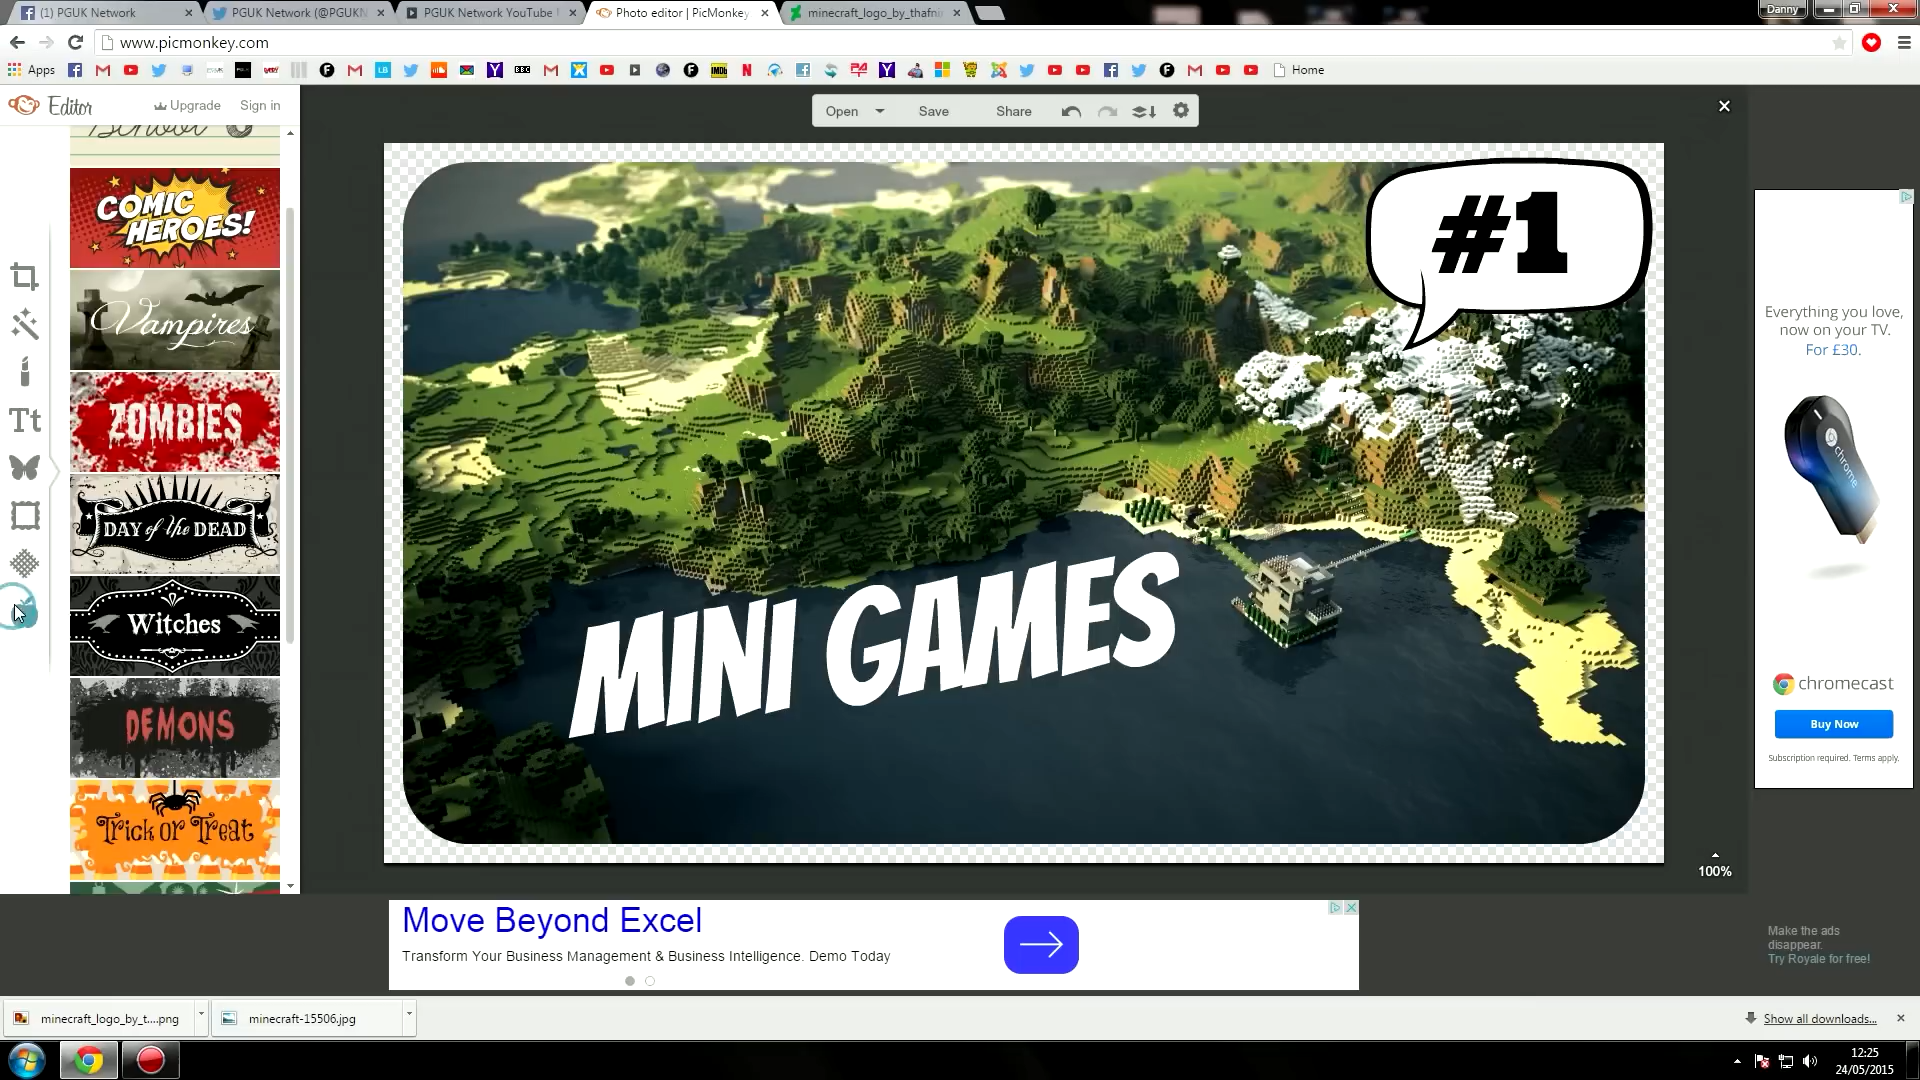 (1) PGUK Network
PGUK Network (@PGUKN
PGUK Network YouTube
Photo editor | PicMonkey
minecraft_logo_by_thafni
Danny
www.picmonkey.com
Apps
Home
Editor
Upgrade
Sign in
Open
Save
Share
School
COMIC
HEROES!
Vampires
ZOMBIES
DAY of the DEAD
Witches
DEMONS
Trick or Treat
#1
MINI GAMES
Everything you love,
now on your TV.
For £30.
chrome
chromecast
Buy Now
Subscription required. Terms apply.
100%
Move Beyond Excel
Transform Your Business Management & Business Intelligence. Demo Today
Make the ads
disappear.
Try Royale for free!
minecraft_logo_by_t....png
minecraft-15506.jpg
Show all downloads...
12:25
24/05/2015